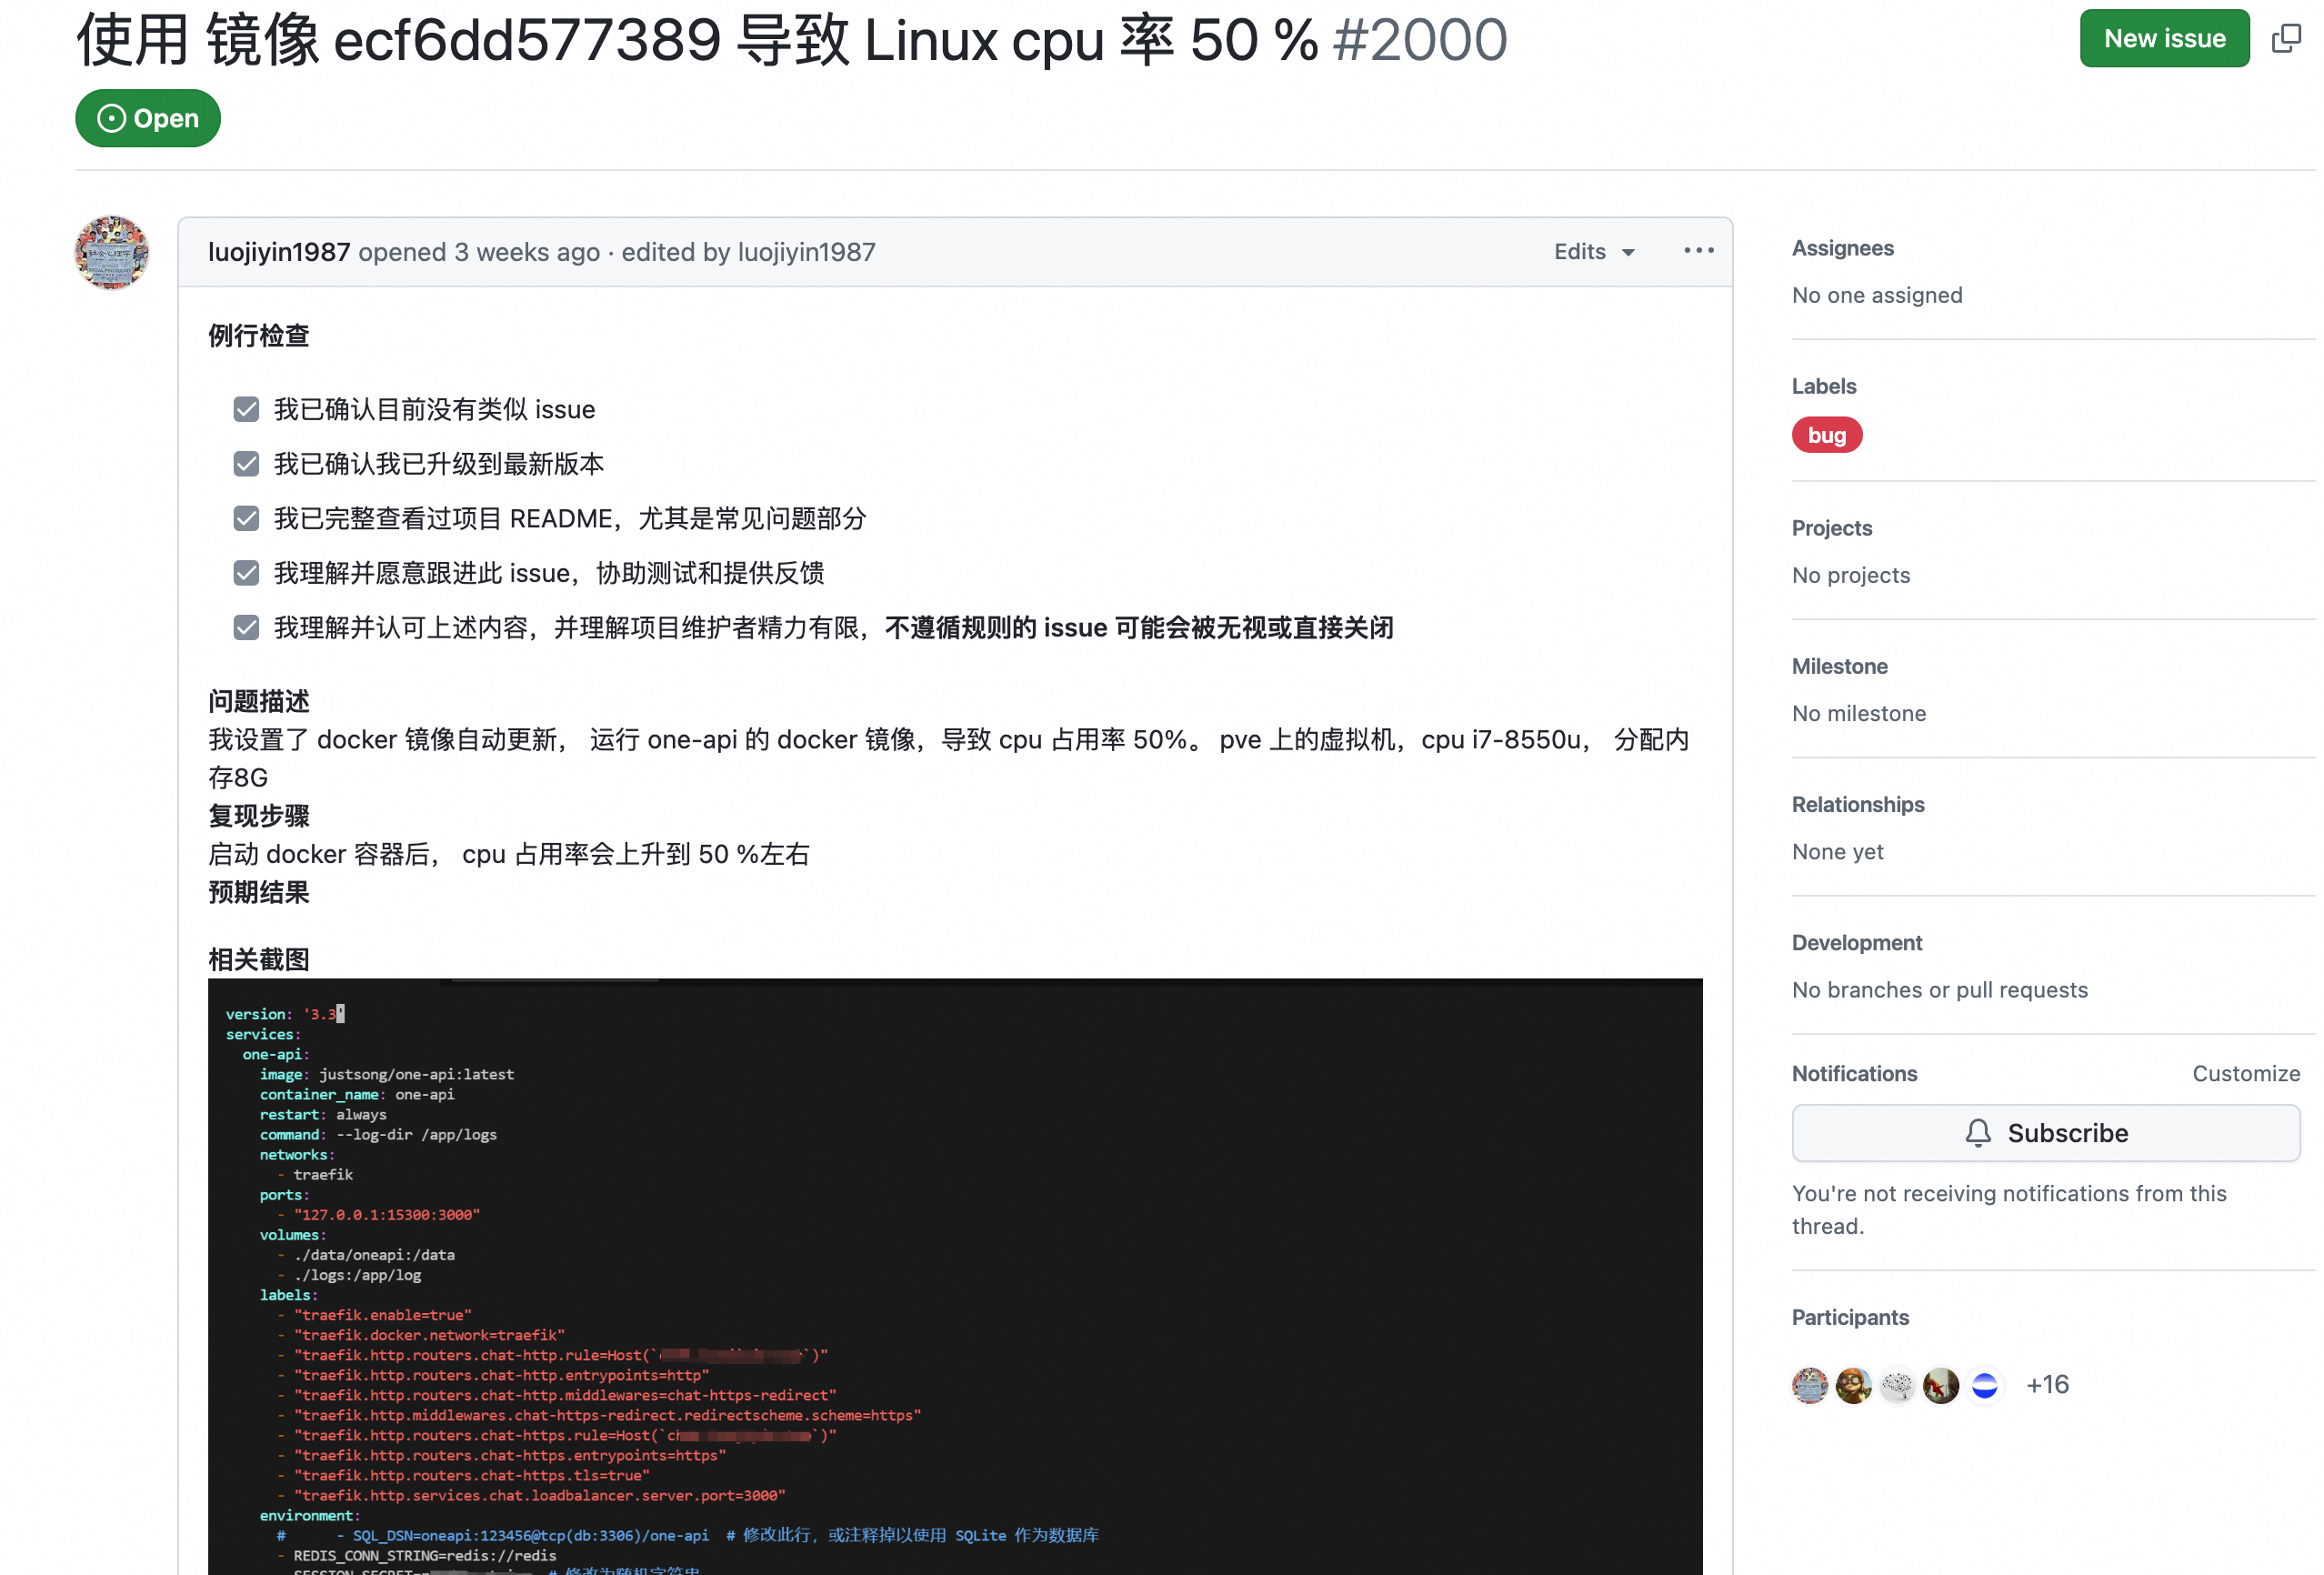 使用 镜像 ecf6dd577389 导致 Linux cpu 率 50 % #2000
New issue
Open
luojiyin1987 opened 3 weeks ago · edited by luojiyin1987
Edits
例行检查
我已确认目前没有类似 issue
我已确认我已升级到最新版本
我已完整查看过项目 README，尤其是常见问题部分
我理解并愿意跟进此 issue，协助测试和提供反馈
我理解并认可上述内容，并理解项目维护者精力有限，不遵循规则的 issue 可能会被无视或直接关闭
问题描述
我设置了 docker 镜像自动更新， 运行 one-api 的 docker 镜像，导致 cpu 占用率 50%。 pve 上的虚拟机，cpu i7-8550u， 分配内
存8G
复现步骤
启动 docker 容器后， cpu 占用率会上升到 50 %左右
预期结果
相关截图
version: '3.3'
services:
one-api:
image: justsong/one-api:latest
container_name: one-api
restart: always
command: --log-dir /app/logs
networks:
- traefik
ports:
- "127.0.0.1:15300:3000"
volumes:
- ./data/oneapi:/data
- ./logs:/app/log
labels:
- "traefik.enable=true"
- "traefik.docker.network=traefik"
- "traefik.http.routers.chat-http.rule=Host(`
`)"
- "traefik.http.routers.chat-http.entrypoints=http"
- "traefik.http.routers.chat-http.middlewares=chat-https-redirect"
- "traefik.http.middlewares.chat-https-redirect.redirectscheme.scheme=https"
- "traefik.http.routers.chat-https.rule=Host(`
`)"
- "traefik.http.routers.chat-https.entrypoints=https"
- "traefik.http.routers.chat-https.tls=true"
- "traefik.http.services.chat.loadbalancer.server.port=3000"
environment:
# - SQL_DSN=oneapi:123456@tcp(db:3306)/one-api # 修改此行，或注释掉以使用 SQLite 作为数据库
- REDIS_CONN_STRING=redis://redis
SESSION_SECRET= # 修改为随机字符串
Assignees
No one assigned
Labels
bug
Projects
No projects
Milestone
No milestone
Relationships
None yet
Development
No branches or pull requests
Notifications
Customize
Subscribe
You're not receiving notifications from this
thread.
Participants
+16